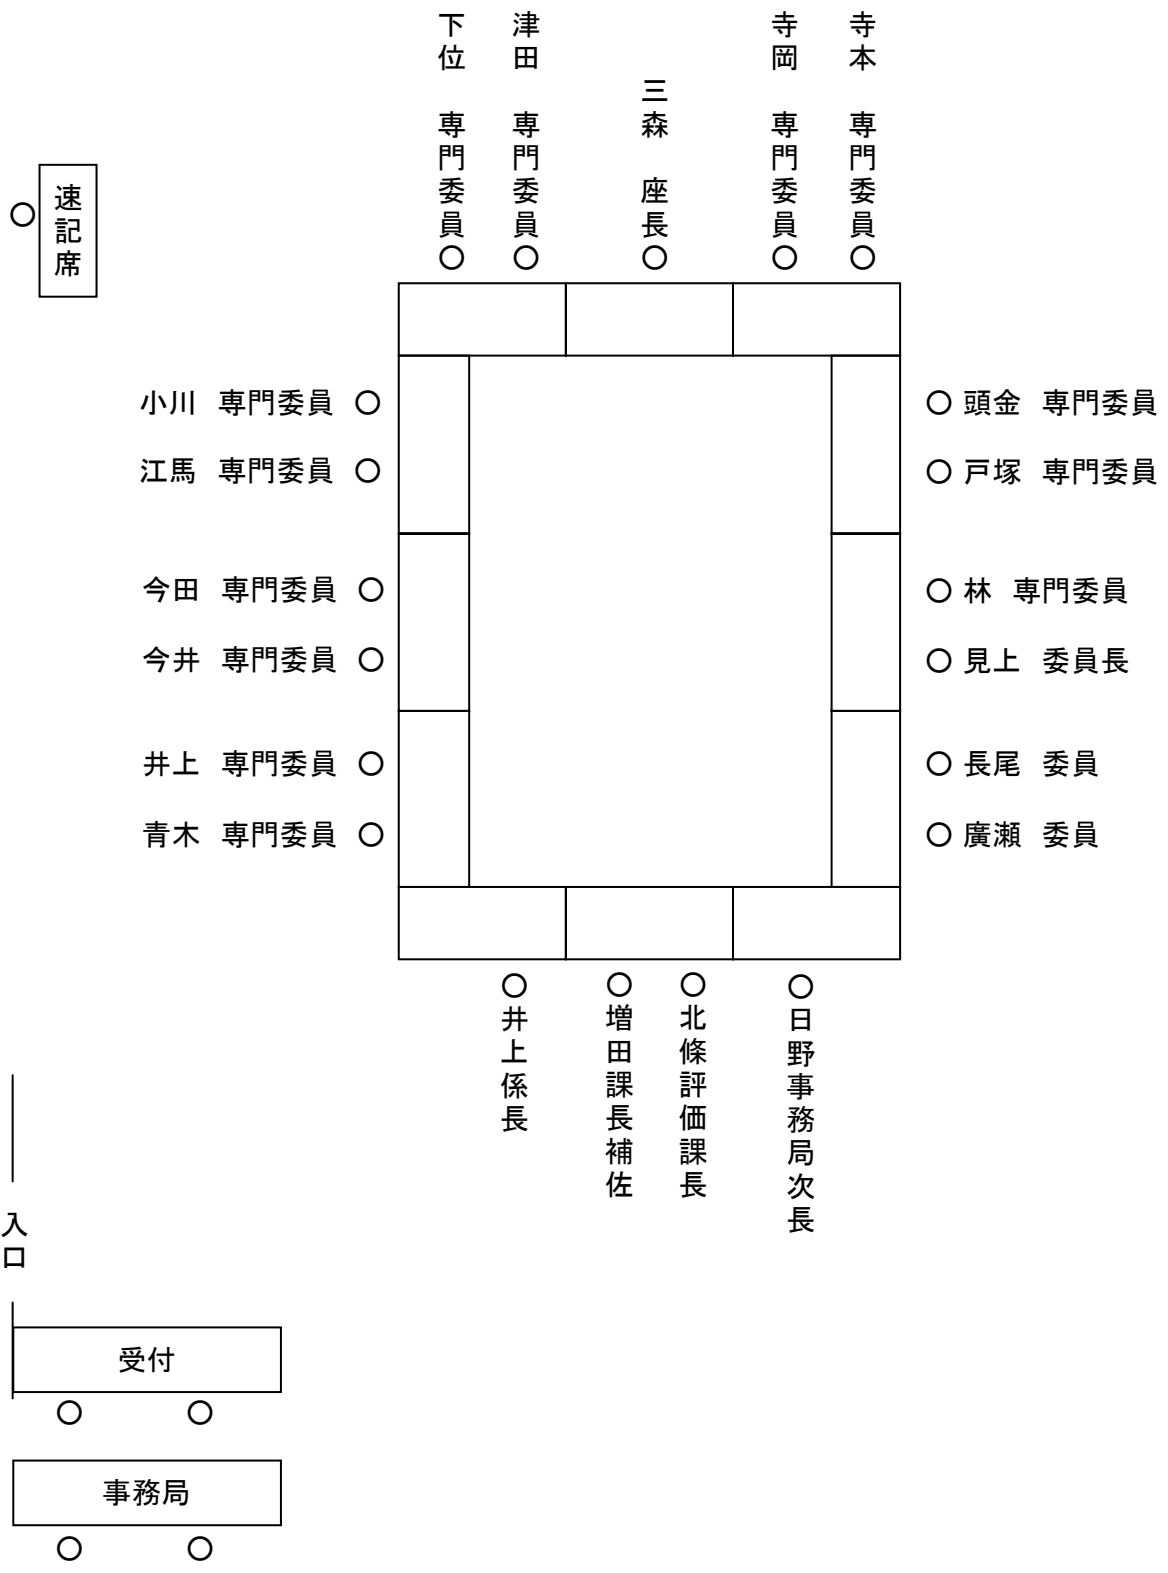 下位　専門委員○
津田　専門委員○
三森　座長○
寺岡　専門委員○
寺本　専門委員○
○
速記席
小川　専門委員　○
江馬　専門委員　○
今田　専門委員　○
今井　専門委員　○
井上　専門委員　○
青木　専門委員　○
○ 頭金　専門委員
○ 戸塚　専門委員
○ 林　専門委員
○ 見上　委員長
○ 長尾　委員
○ 廣瀬　委員
○井上係長
○増田課長補佐
○北條評価課長
○日野事務局次長
入口
受付
○　○
事務局
○　○